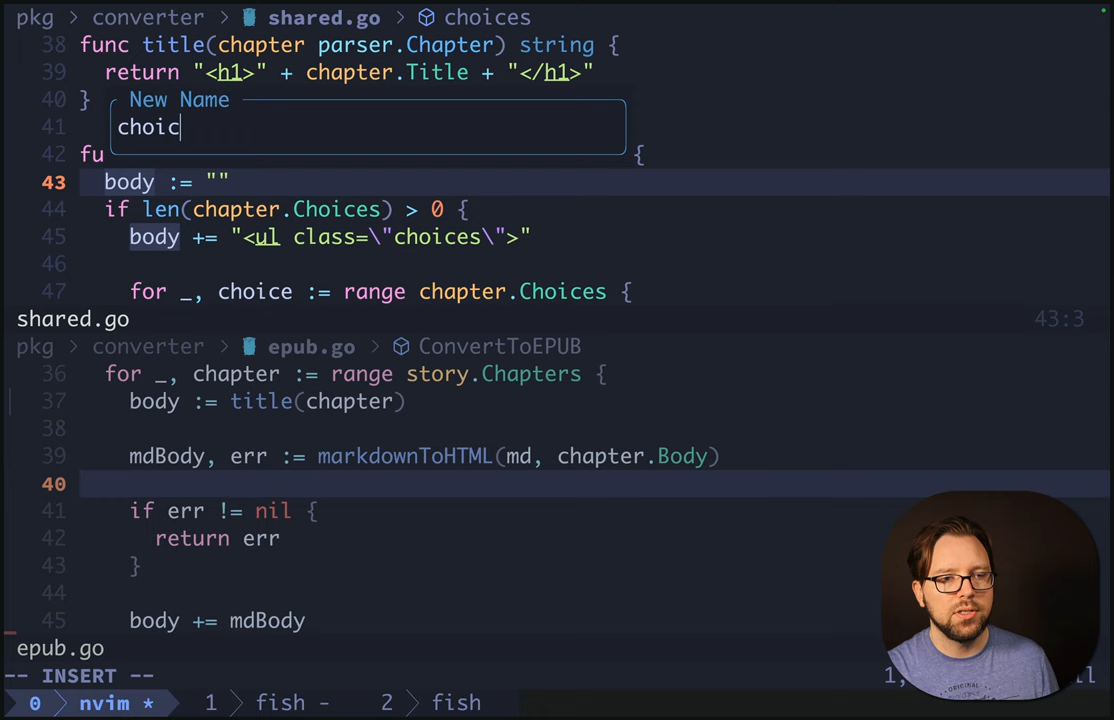 pkg > converter > shared.go > choices
38 func title(chapter parser.Chapter) string {
39 return "<h1>" + chapter.Title + "</h1>"
40 }
New Name
41
choic
42 fu {
43 body := ""
44 if len(chapter.Choices) > 0 {
45 body += "<ul class=\"choices\">"
46
47 for _, choice := range chapter.Choices {
shared.go 43:3
pkg > converter > epub.go > ConvertToEPUB
36 for _, chapter := range story.Chapters {
37 body := title(chapter)
38
39 mdBody, err := markdownToHTML(md, chapter.Body)
40
41 if err != nil {
42 return err
43 }
44
45 body += mdBody
epub.go
-- INSERT -- 1,
0 nvim * 1 fish - 2 fish